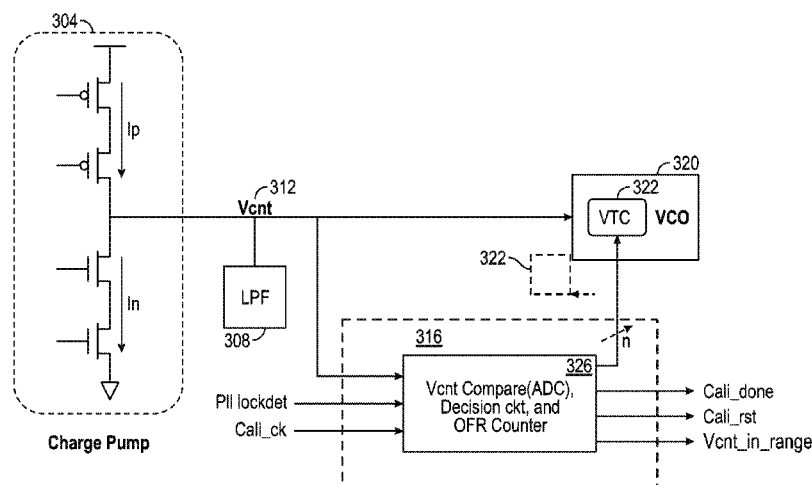 304
Ip
In
Charge Pump
312
Vcnt
LPF
308
320
322
VTC
VCO
322
n
316
326
Vcnt Compare(ADC),
Decision ckt, and
OFR Counter
Pll lockdet
Cali_ck
Cali_done
Cali_rst
Vcnt_in_range